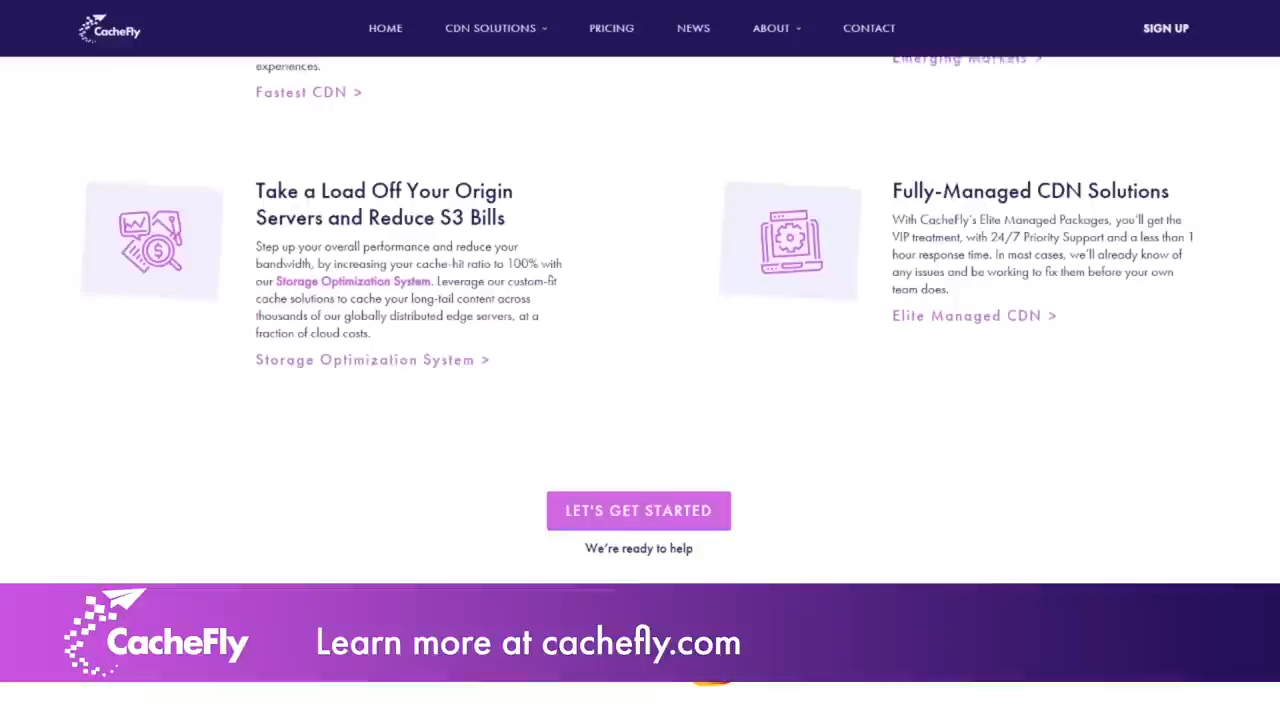 CacheFly
HOME
CDN SOLUTIONS
PRICING
NEWS
ABOUT
CONTACT
SIGN UP
experiences.
Fastest CDN >
Emerging Markets >
Take a Load Off Your Origin
Servers and Reduce S3 Bills
Step up your overall performance and reduce your
bandwidth, by increasing your cache-hit ratio to 100% with
our Storage Optimization System. Leverage our custom-fit
cache solutions to cache your long-tail content across
thousands of our globally distributed edge servers, at a
fraction of cloud costs.
Storage Optimization System >
Fully-Managed CDN Solutions
With CacheFly's Elite Managed Packages, you'll get the
VIP treatment, with 24/7 Priority Support and a less than 1
hour response time. In most cases, we'll already know of
any issues and be working to fix them before your own
team does.
Elite Managed CDN >
LET'S GET STARTED
We're ready to help
CacheFly
Learn more at cachefly.com